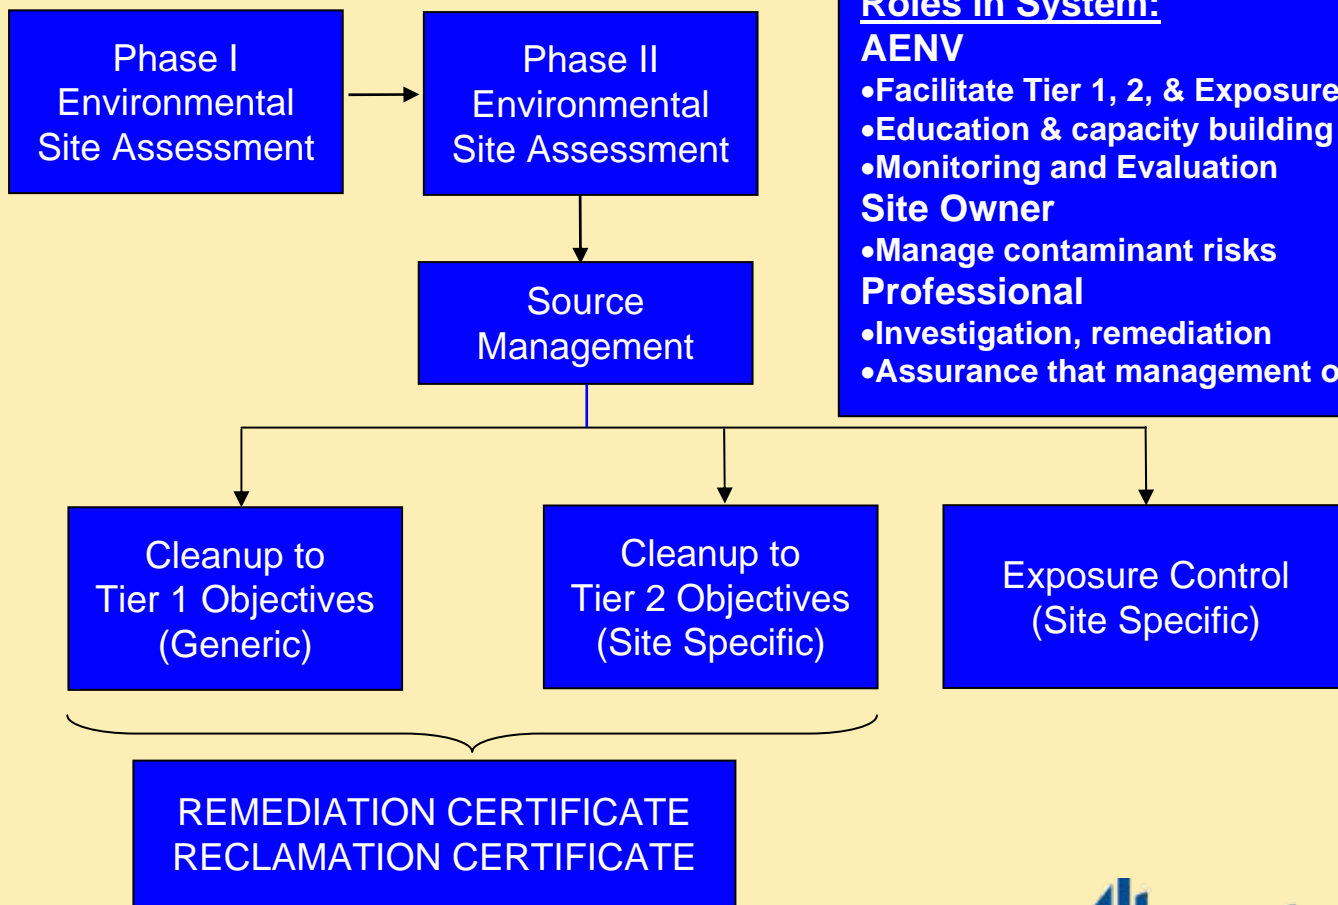 Phase I
Environmental
Site Assessment
Phase II
Environmental
Site Assessment
Roles in System:
AENV
•Facilitate Tier 1, 2, & Exposure
•Education & capacity building
•Monitoring and Evaluation
Site Owner
•Manage contaminant risks
Professional
•Investigation, remediation
•Assurance that management
Source
Management
Cleanup to
Tier 1 Objectives
(Generic)
Cleanup to
Tier 2 Objectives
(Site Specific)
Exposure Control
(Site Specific)
REMEDIATION CERTIFICATE
RECLAMATION CERTIFICATE